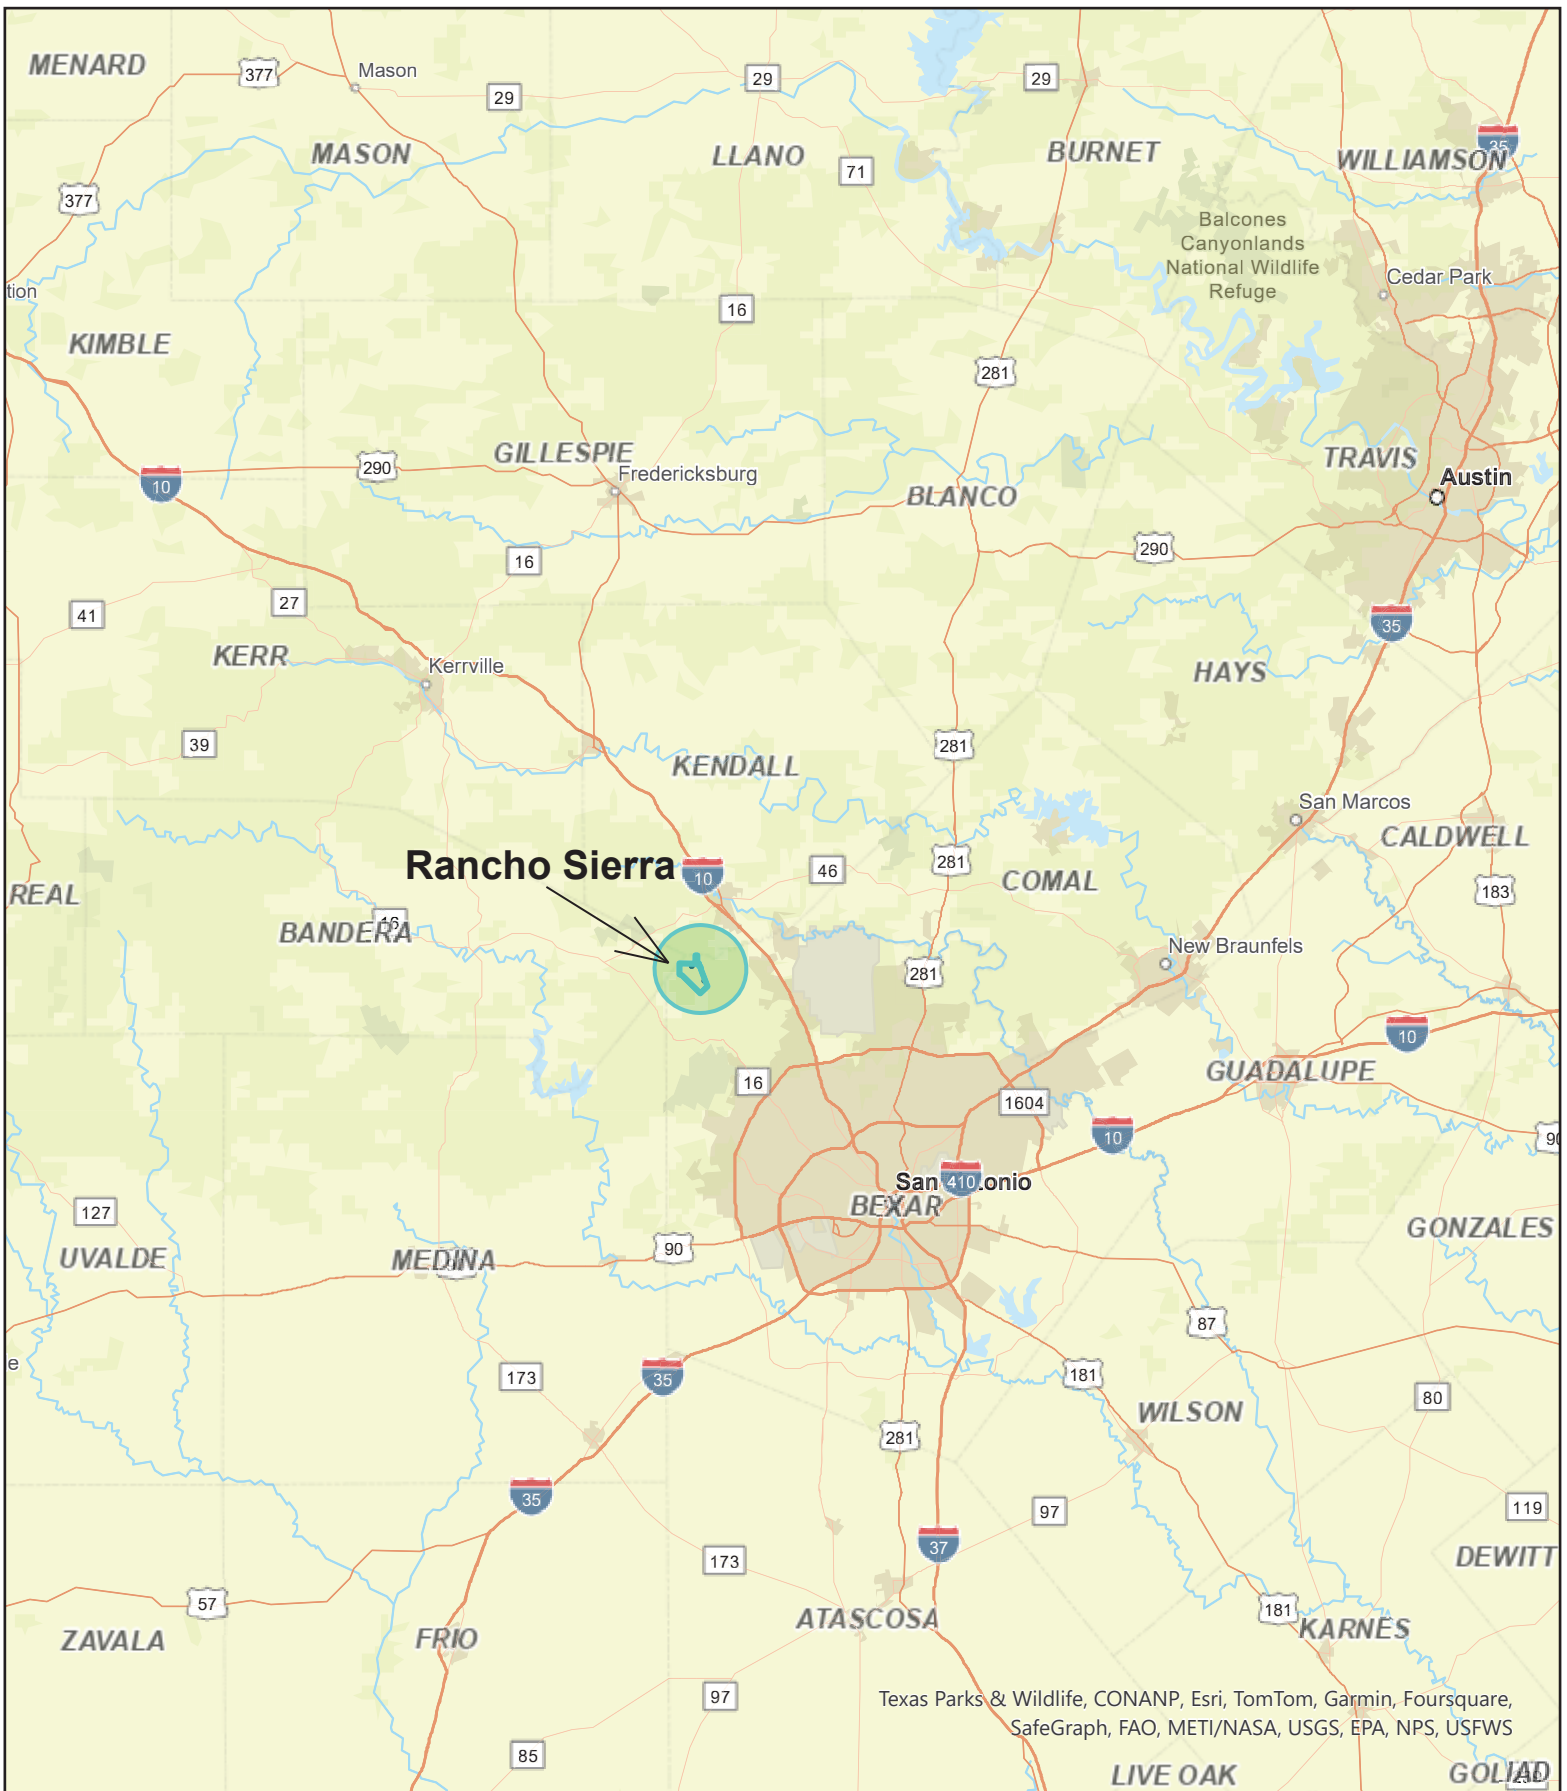 MENARD
377
Mason
29
29
29
MASON
LLANO
BURNET
35
WILLIAMSON
71
377
Balcones
Canyonlands
National Wildlife
Refuge
Cedar Park
tion
16
KIMBLE
281
GILLESPIE
290
Fredericksburg
TRAVIS
Austin
10
BLANCO
290
16
27
41
35
KERR
Kerrville
HAYS
39
281
KENDALL
San Marcos
CALDWELL
Rancho Sierra
10
46
281
COMAL
183
REAL
16
BANDERA
New Braunfels
281
10
GUADALUPE
16
1604
10
90
San
410
onio
BEXAR
127
GONZALES
UVALDE
MEDINA
90
87
e
173
35
181
80
WILSON
281
35
97
119
37
DEWITT
173
57
181
ATASCOSA
KARNES
ZAVALA
FRIO
97
Texas Parks & Wildlife, CONANP, Esri, TomTom, Garmin, Foursquare,
SafeGraph, FAO, METI/NASA, USGS, EPA, NPS, USFWS
85
LIVE OAK
GOLIAD